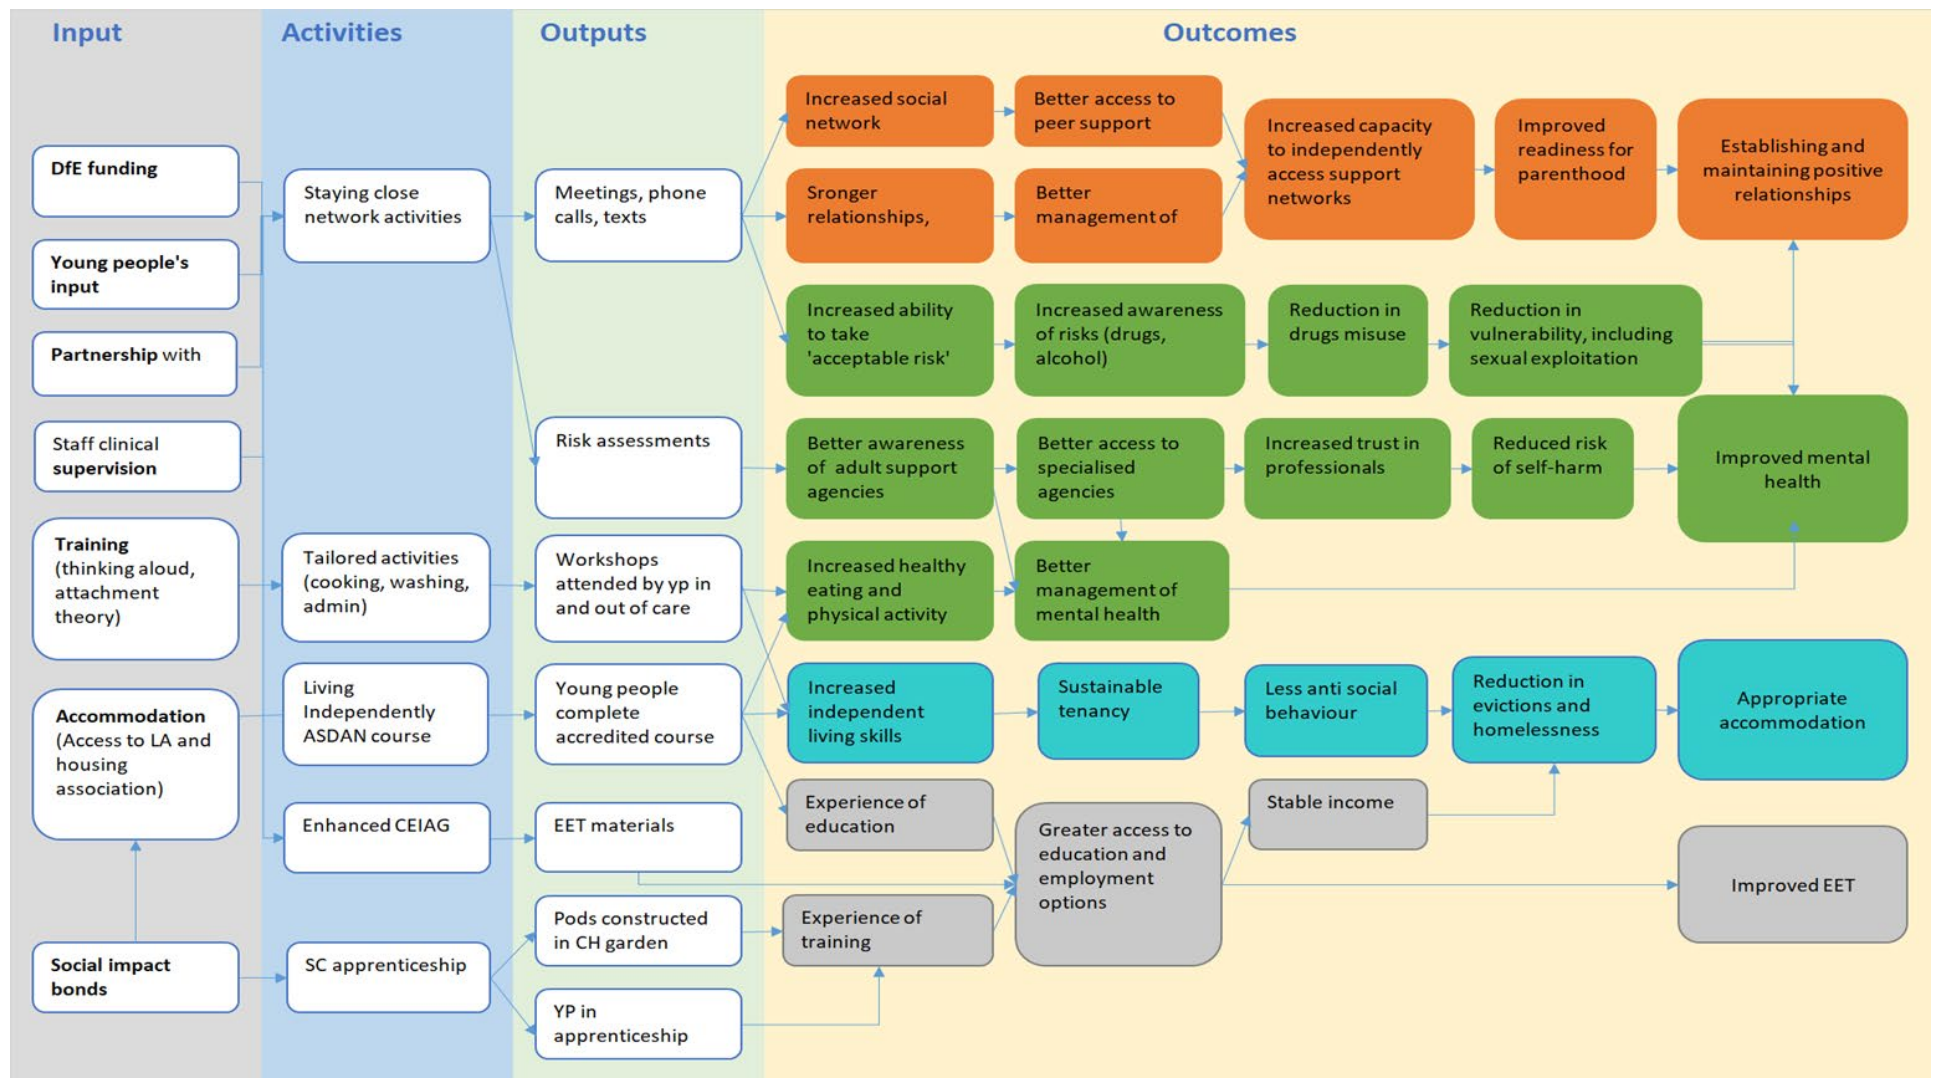 Input
Activities
Outputs
Outcomes
DfE funding
Young people's
input
Partnership with
Staff clinical
supervision
Training
(thinking aloud,
attachment
theory)
Accommodation
(Access to LA and
housing
association)
Social impact
bonds
Staying close
network activities
Tailored activities
(cooking, washing,
admin)
Living
Independently
ASDAN course
Enhanced CEIAG
SC apprenticeship
Meetings, phone
calls, texts
Risk assessments
Workshops
attended by yp in
and out of care
Young people
complete
accredited course
EET materials
Pods constructed
in CH garden
YP in
apprenticeship
Increased social
network
Better access to
peer support
Sronger
relationships,
Better
management of
Increased capacity
to independently
access support
networks
Improved
readiness for
parenthood
Establishing and
maintaining positive
relationships
Increased ability
to take
'acceptable risk'
Increased awareness
of risks (drugs,
alcohol)
Reduction in
drugs misuse
Reduction in
vulnerability, including
sexual exploitation
Better awareness
of adult support
agencies
Better access to
specialised
agencies
Increased trust in
professionals
Reduced risk
of self-harm
Improved mental
health
Increased healthy
eating and
physical activity
Better
management of
mental health
Increased
independent
living skills
Sustainable
tenancy
Less anti social
behaviour
Reduction in
evictions and
homelessness
Appropriate
accommodation
Experience of
education
Greater access to
education and
employment
options
Stable income
Improved EET
Experience of
training